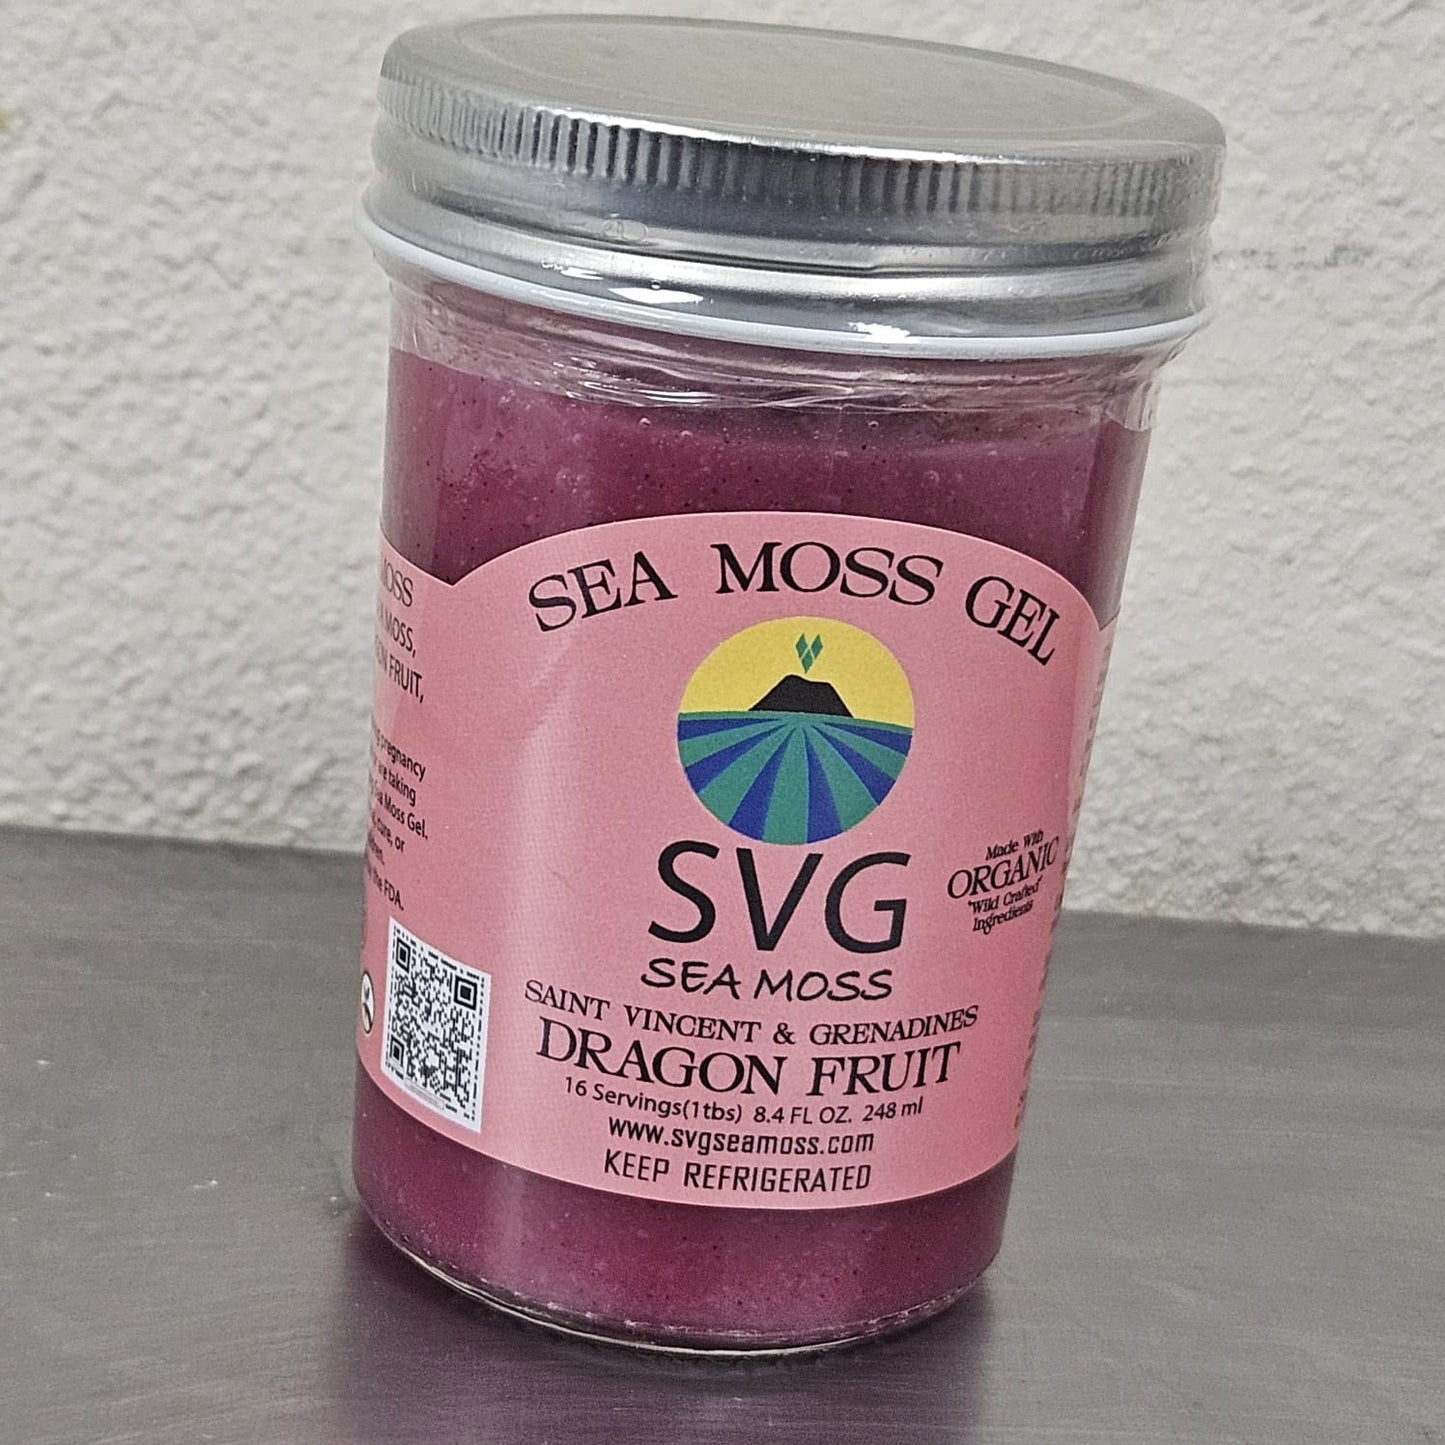 SEA MOSS GEL
SVG
SEA MOSS
Made With
ORGANIC
"Wild Crafted"
Ingredients
SAINT VINCENT & GRENADINES
DRAGON FRUIT
16 Servings(1tbs) 8.4 FL OZ. 248 ml
www.svgseamoss.com
KEEP REFRIGERATED
MOSS
MOSS,
FRUIT,
pregnancy
are taking
Sea Moss Gel.
cure, or
the FDA.